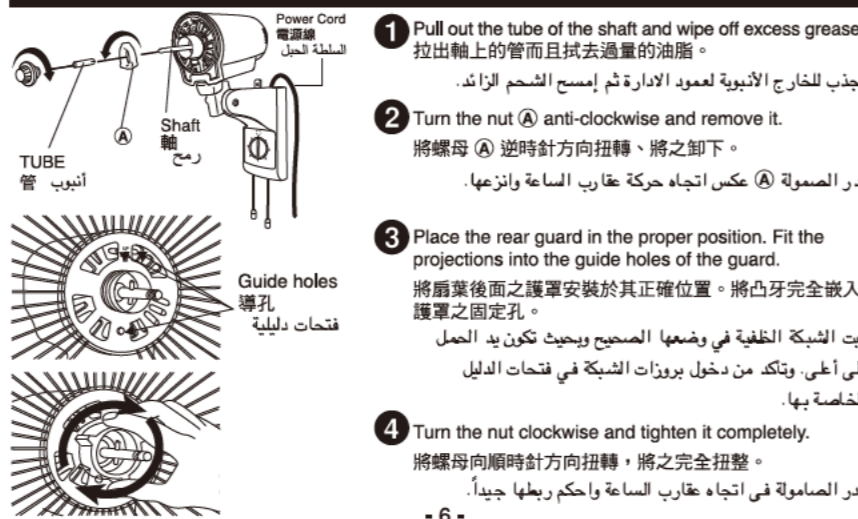 Power Cord
電源線
السلطة الحبل
Shaft
軸
رمح
Ⓐ
TUBE
管 أنبوب
Guide holes
導孔
فتحات دليلية
1 Pull out the tube of the shaft and wipe off excess grease
拉出軸上的管而且拭去過量的油脂。
جذب للخارج الأنبوبة لعمود الادارة ثم إمسح الشحم الزائد.
2 Turn the nut Ⓐ anti-clockwise and remove it.
將螺母 Ⓐ 逆時針方向扭轉、將之卸下。
در الصمولة Ⓐ عكس اتجاه حركة عقارب الساعة وانزعها.
3 Place the rear guard in the proper position. Fit the
projections into the guide holes of the guard.
將扇葉後面之護罩安裝於其正確位置。將凸牙完全嵌入
護罩之固定孔。
يت الشبكة الظفية في وضعها الصحيح وبحيث تكون يد الحمل
لى أعلى. وتاكد من دخول بروزات الشبكة في فتحات الدليل
لخاصة بها.
4 Turn the nut clockwise and tighten it completely.
將螺母向順時針方向扭轉，將之完全扭整。
در الصامولة فى اتجاه عقارب الساعة واحكم ربطها جيداً.
- 6 -